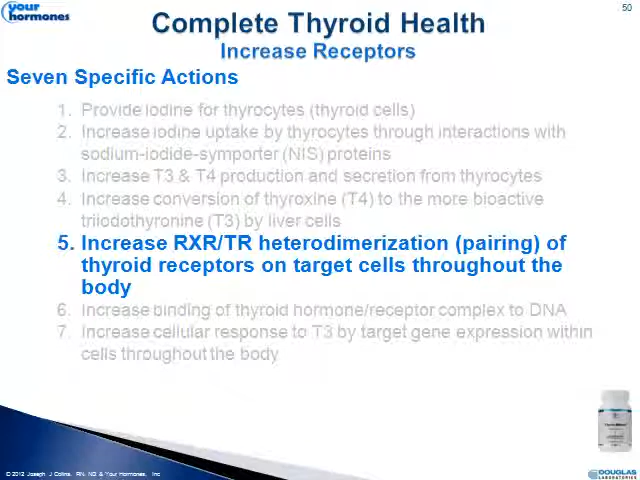 your hormones
50
Complete Thyroid Health
Increase Receptors
Seven Specific Actions
1. Provide iodine for thyrocytes (thyroid cells)
2. Increase iodine uptake by thyrocytes through interactions with
sodium-iodide-symporter (NIS) proteins
3. Increase T3 & T4 production and secretion from thyrocytes
4. Increase conversion of thyroxine (T4) to the more bioactive
triiodothyronine (T3) by liver cells
5. Increase RXR/TR heterodimerization (pairing) of
thyroid receptors on target cells throughout the
body
6. Increase binding of thyroid hormone/receptor complex to DNA
7. Increase cellular response to T3 by target gene expression within
cells throughout the body
© 2012 Joseph J Collins, RN, ND & Your Hormones, Inc
DOUGLAS
LABORATORIES